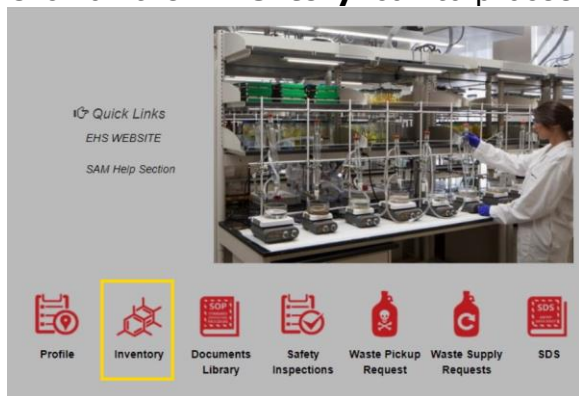 Quick Links
EHS WEBSITE
SAM Help Section
SOP
SDS
Profile
Inventory
Documents
Library
Safety
Inspections
Waste Pickup
Request
Waste Supply
Requests
SDS